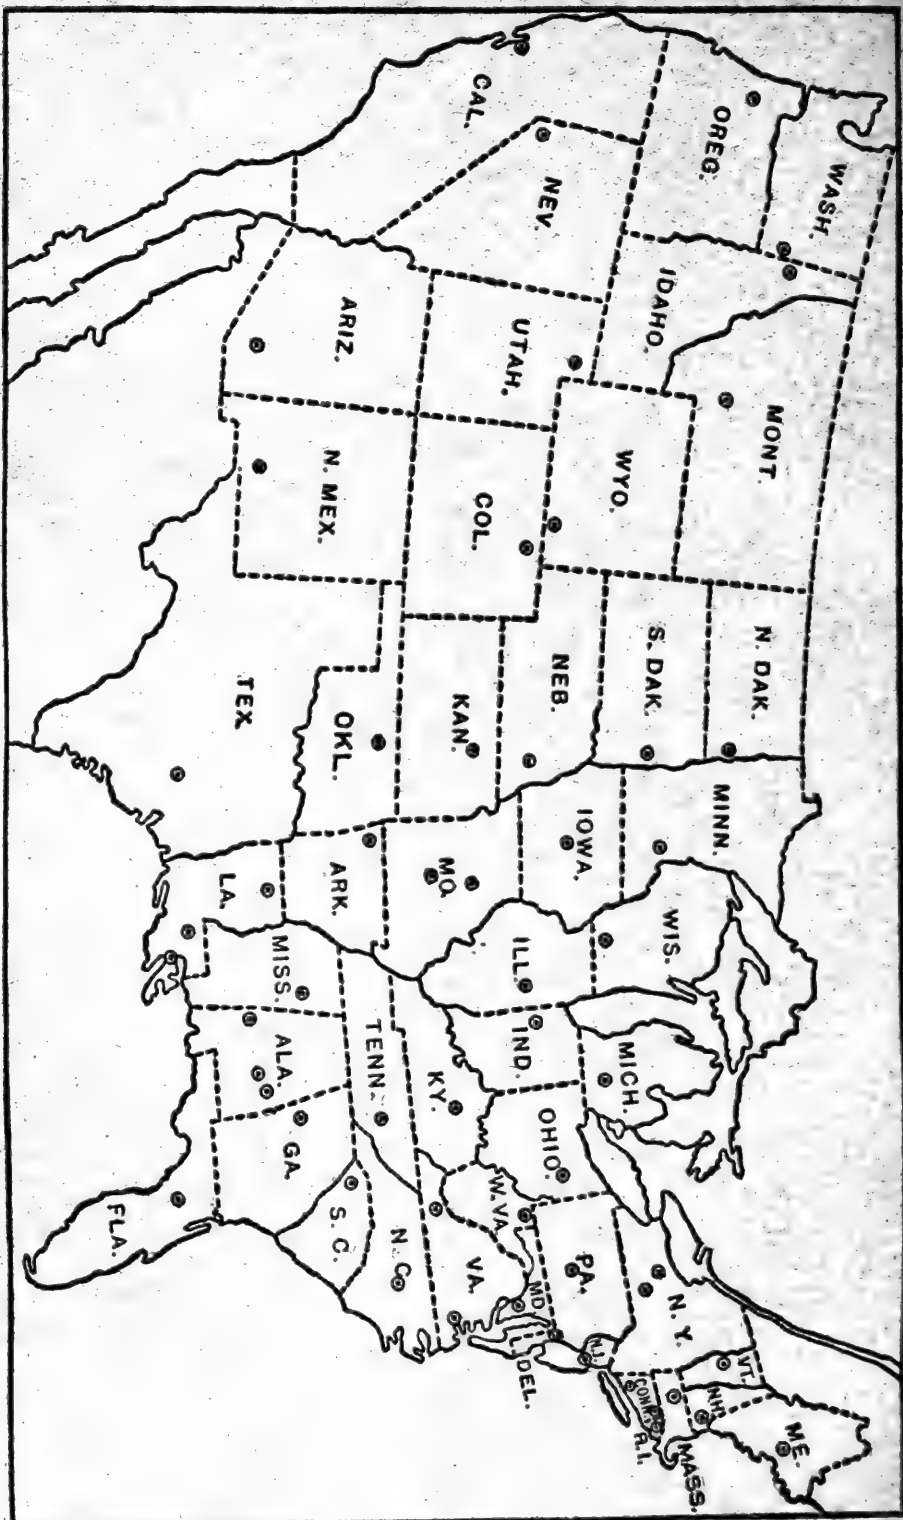 WASH.
OREG.
CAL.
NEV.
IDAHO.
MONT
WYO.
UTAH.
ARIZ.
COL.
N. MEX.
N. DAK.
S. DAK.
NEB.
KAN.
OKL.
TEX.
MINN.
IOWA.
MO.
ARK.
LA.
WIS.
ILL.
MISS.
MICH.
IND.
OHIO.
KY.
TENN.
ALA.
GA.
FLA.
S. C.
N. C.
VA.
W. VA.
MD.
DEL.
PA.
N. J.
N. Y.
CONN.
R.I.
MASS.
VT.
N.H.
ME.